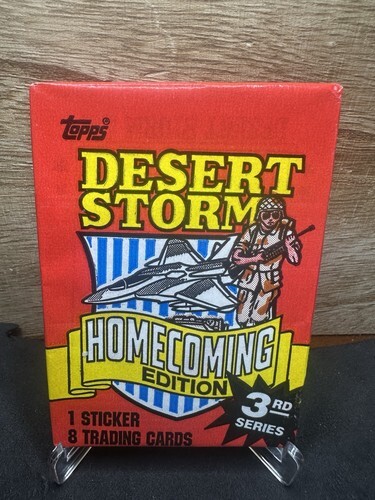 Topps®
DESERT
STORM
HOMECOMING
EDITION
3RD
SERIES
1 STICKER
8 TRADING CARDS